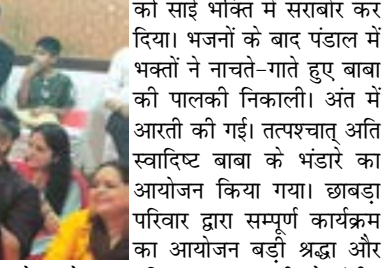 को साई भक्ति में सराबोर कर
दिया। भजनों के बाद पंडाल में
भक्तों ने नाचते-गाते हुए बाबा
की पालकी निकाली। अंत में
आरती की गई। तत्पश्चात् अति
स्वादिष्ट बाबा के भंडारे का
आयोजन किया गया। छाबड़ा
परिवार द्वारा सम्पूर्ण कार्यक्रम
का आयोजन बड़ी श्रद्धा और